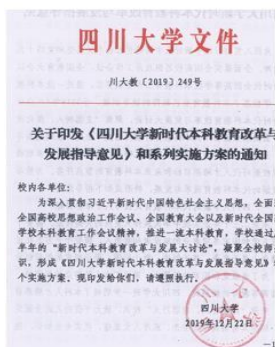 四川大学文件
川大教〔2019〕249号
关于印发《四川大学新时代本科教育改革与
发展指导意见》和系列实施方案的通知
校内各单位：
为深入贯彻习近平新时代中国特色社会主义思想，全面
全国高校思想政治工作会议、全国教育大会以及新时代全国
学校本科教育工作会议精神，推进一流本科教育，学校通过
半年的“新时代本科教育改革与发展大讨论”，凝聚全校师
识，形成《四川大学新时代本科教育改革与发展指导意见》
个实施方案。现印发给你们，请遵照执行。
四川大学
2019年12月22日